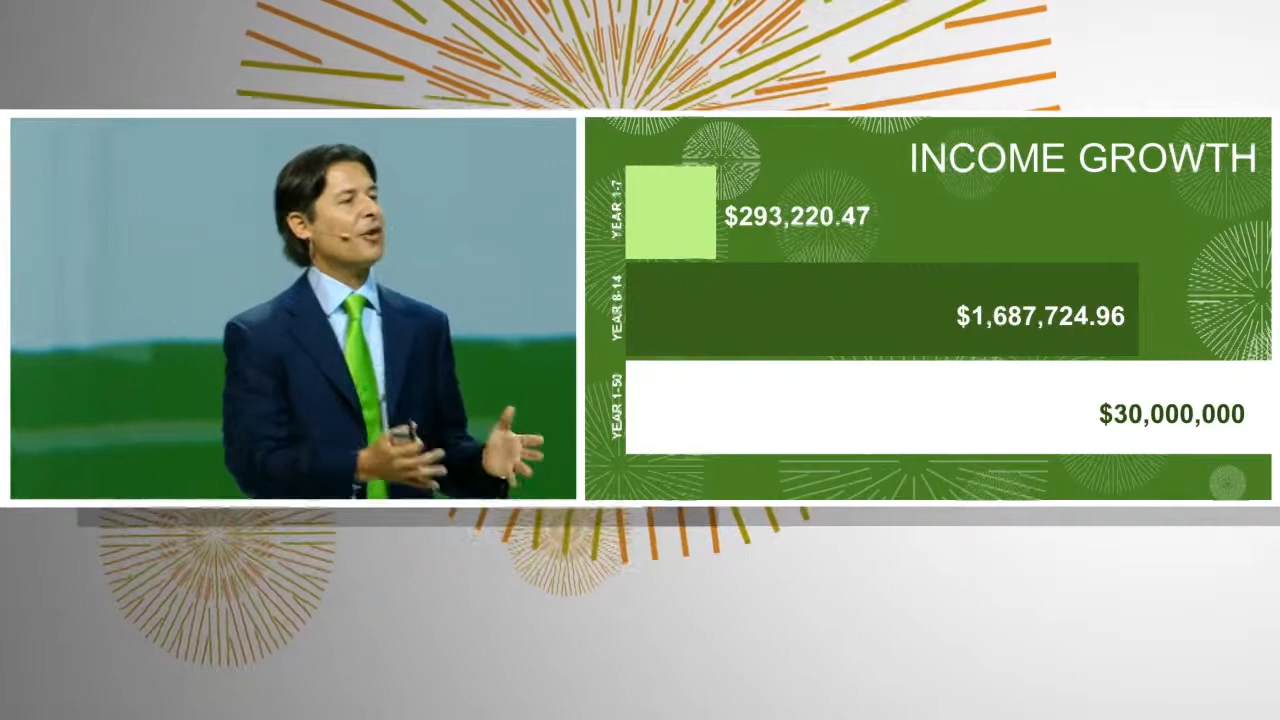 INCOME GROWTH
YEAR 1-7
$293,220.47
YEAR 8-14
$1,687,724.96
YEAR 1-50
$30,000,000